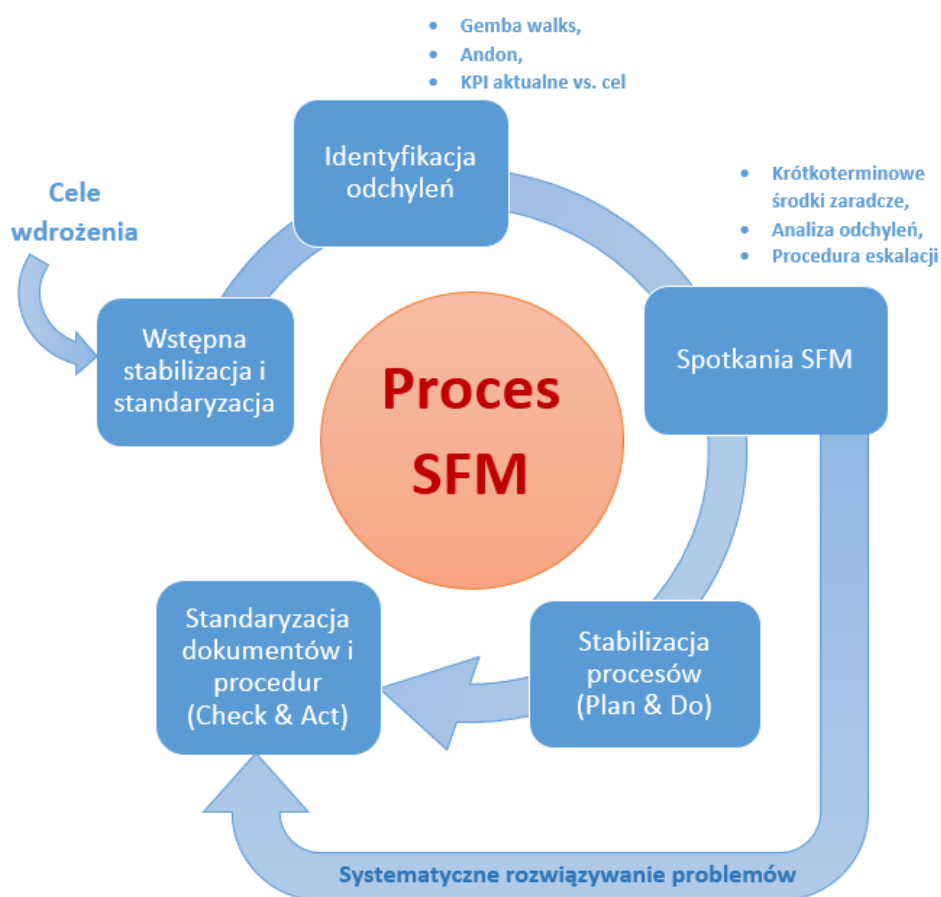 • Gemba walks,
• Andon,
• KPI aktualne vs. cel
Identyfikacja
odchyleń
• Krótkoterminowe
środki zaradcze,
• Analiza odchyleń,
• Procedura eskalacji
Cele
wdrożenia
Wstępna
stabilizacja i
standaryzacja
Spotkania SFM
Proces
SFM
Standaryzacja
dokumentów i
procedur
(Check & Act)
Stabilizacja
procesów
(Plan & Do)
Systematyczne rozwiązywanie problemów